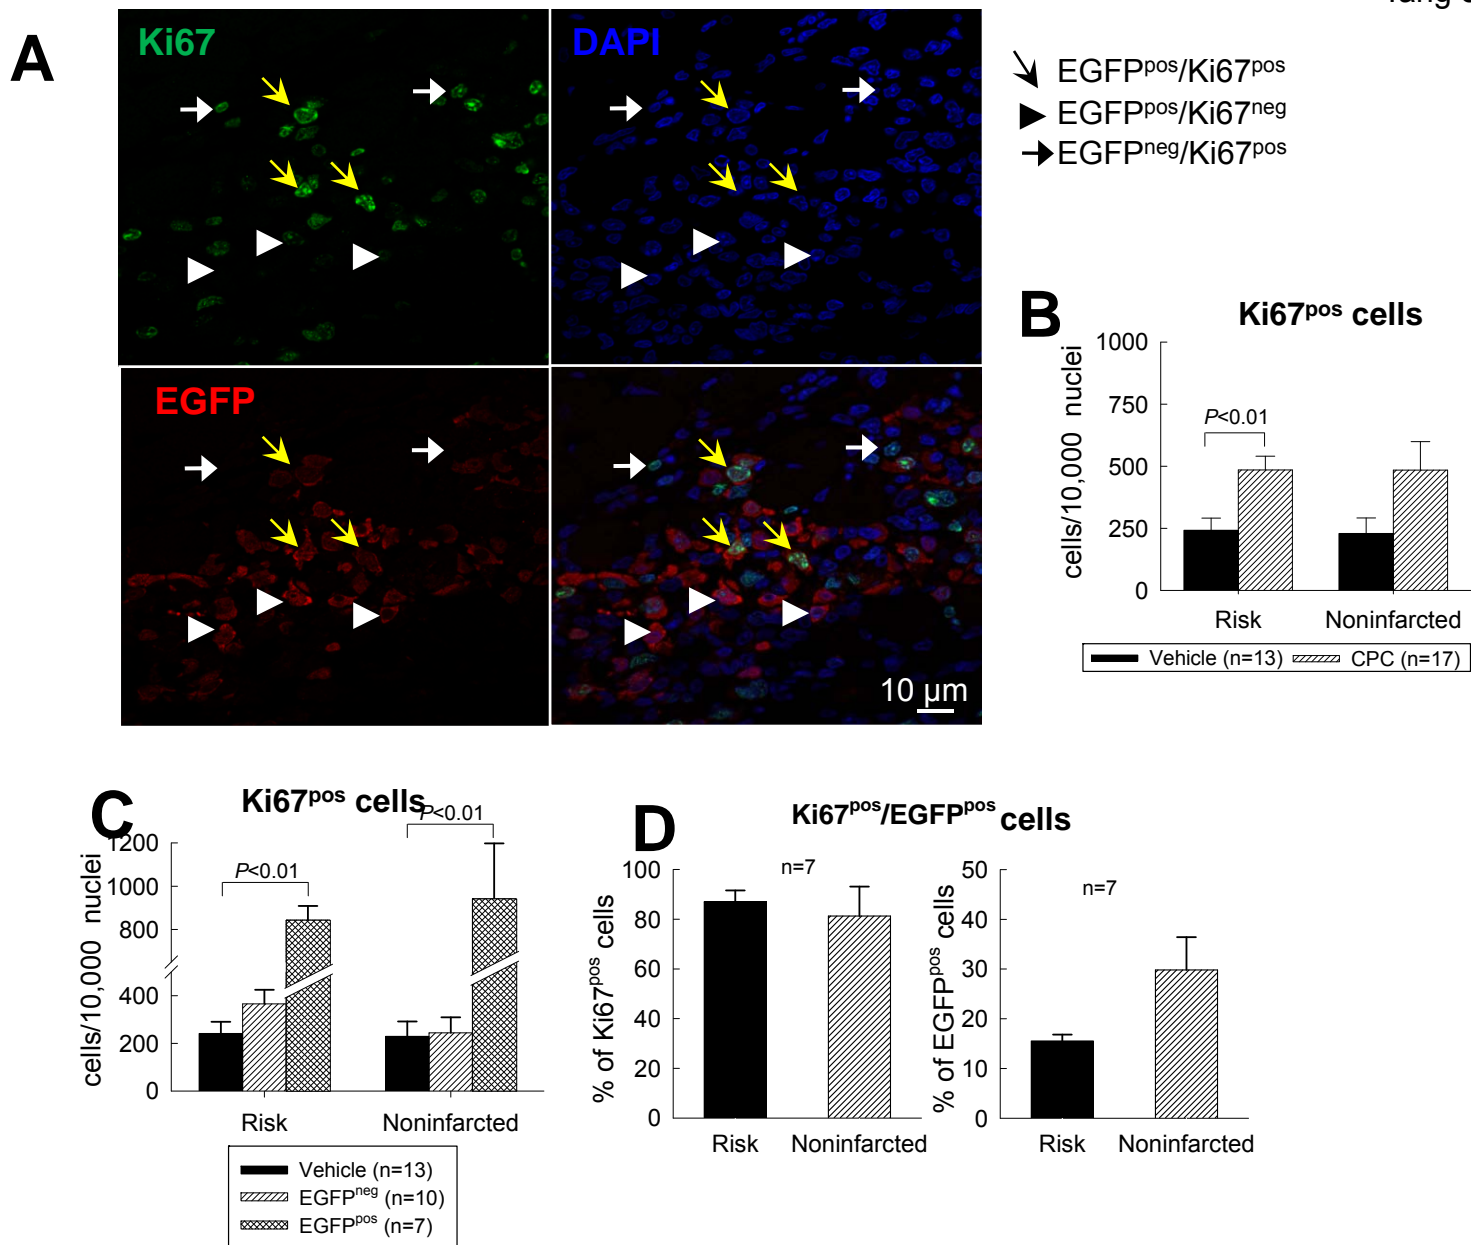 A
Ki67
DAPI
EGFP
10 µm
EGFPpos/Ki67pos
EGFPpos/Ki67neg
EGFPneg/Ki67pos
B
Ki67pos cells
cells/10,000 nuclei
1000
750
500
250
0
P<0.01
Risk
Noninfarcted
Vehicle (n=13)
CPC (n=17)
C
Ki67pos cells
cells/10,000 nuclei
1200
1000
800
400
200
0
P<0.01
P<0.01
Risk
Noninfarcted
Vehicle (n=13)
EGFPneg (n=10)
EGFPpos (n=7)
D
Ki67pos/EGFPpos cells
% of Ki67pos cells
100
80
60
40
20
0
n=7
Risk
Noninfarcted
% of EGFPpos cells
50
40
30
20
10
0
n=7
Risk
Noninfarcted